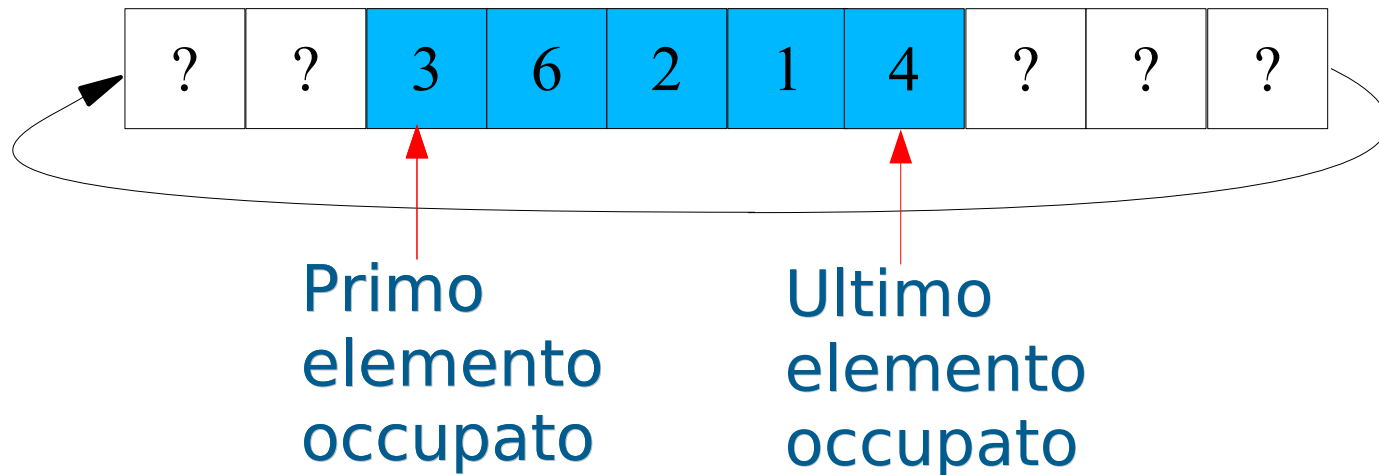 ? ? 3 6 2 1 4 ? ? ?
Primo
elemento
occupato
Ultimo
elemento
occupato